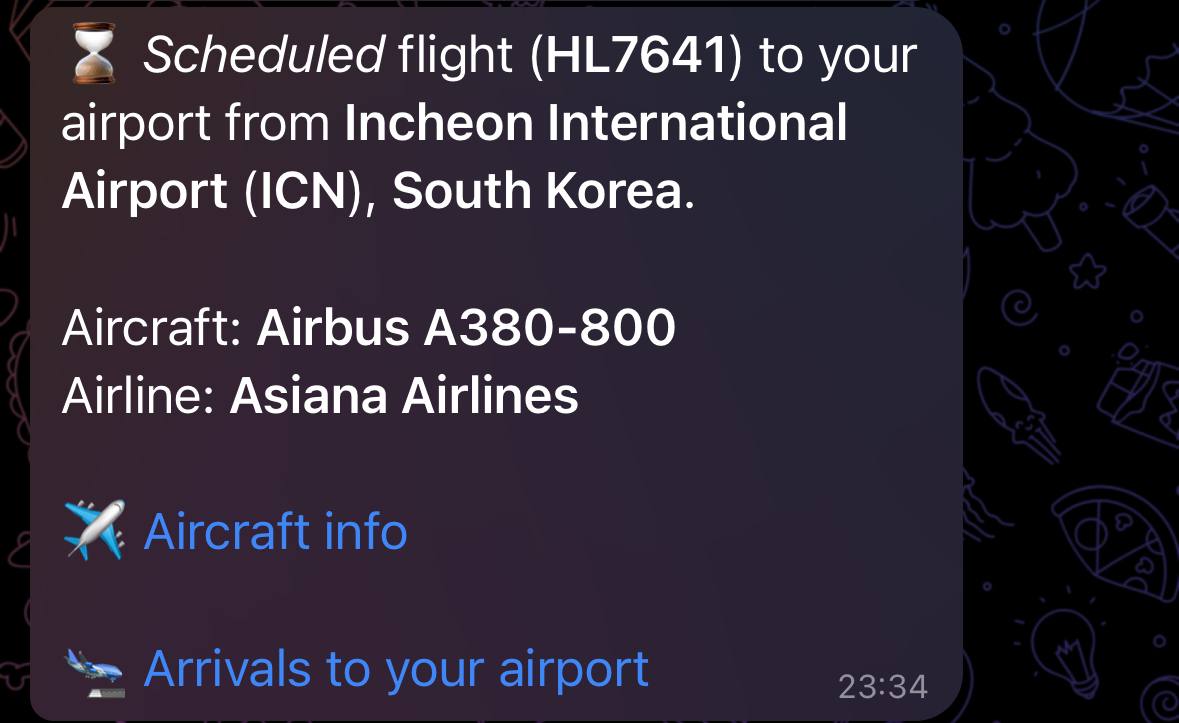 ⏳ Scheduled flight (HL7641) to your
airport from Incheon International
Airport (ICN), South Korea.
Aircraft: Airbus A380-800
Airline: Asiana Airlines
✈️ Aircraft info
🛬 Arrivals to your airport
23:34